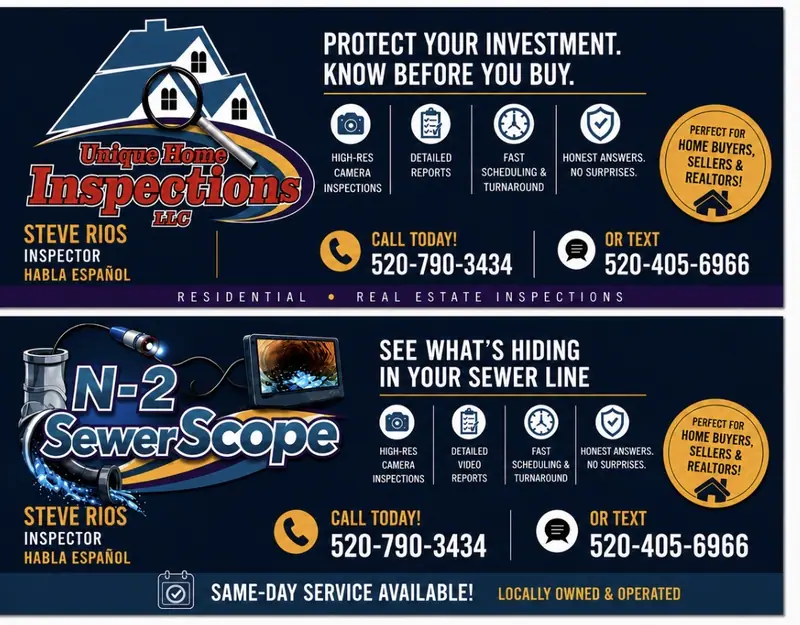 PROTECT YOUR INVESTMENT.
KNOW BEFORE YOU BUY.
HIGH-RES
CAMERA
INSPECTIONS
DETAILED
REPORTS
FAST
SCHEDULING &
TURNAROUND
HONEST ANSWERS.
NO SURPRISES.
PERFECT FOR
HOME BUYERS,
SELLERS &
REALTORS!
Unique Home
Inspections
LLC
STEVE RIOS
INSPECTOR
HABLA ESPAÑOL
CALL TODAY!
520-790-3434
OR TEXT
520-405-6966
RESIDENTIAL • REAL ESTATE INSPECTIONS
N-2
SewerScope
SEE WHAT'S HIDING
IN YOUR SEWER LINE
HIGH-RES
CAMERA
INSPECTIONS
DETAILED
VIDEO
REPORTS
FAST
SCHEDULING &
TURNAROUND
HONEST ANSWERS.
NO SURPRISES.
PERFECT FOR
HOME BUYERS,
SELLERS &
REALTORS!
STEVE RIOS
INSPECTOR
HABLA ESPAÑOL
CALL TODAY!
520-790-3434
OR TEXT
520-405-6966
SAME-DAY SERVICE AVAILABLE! LOCALLY OWNED & OPERATED